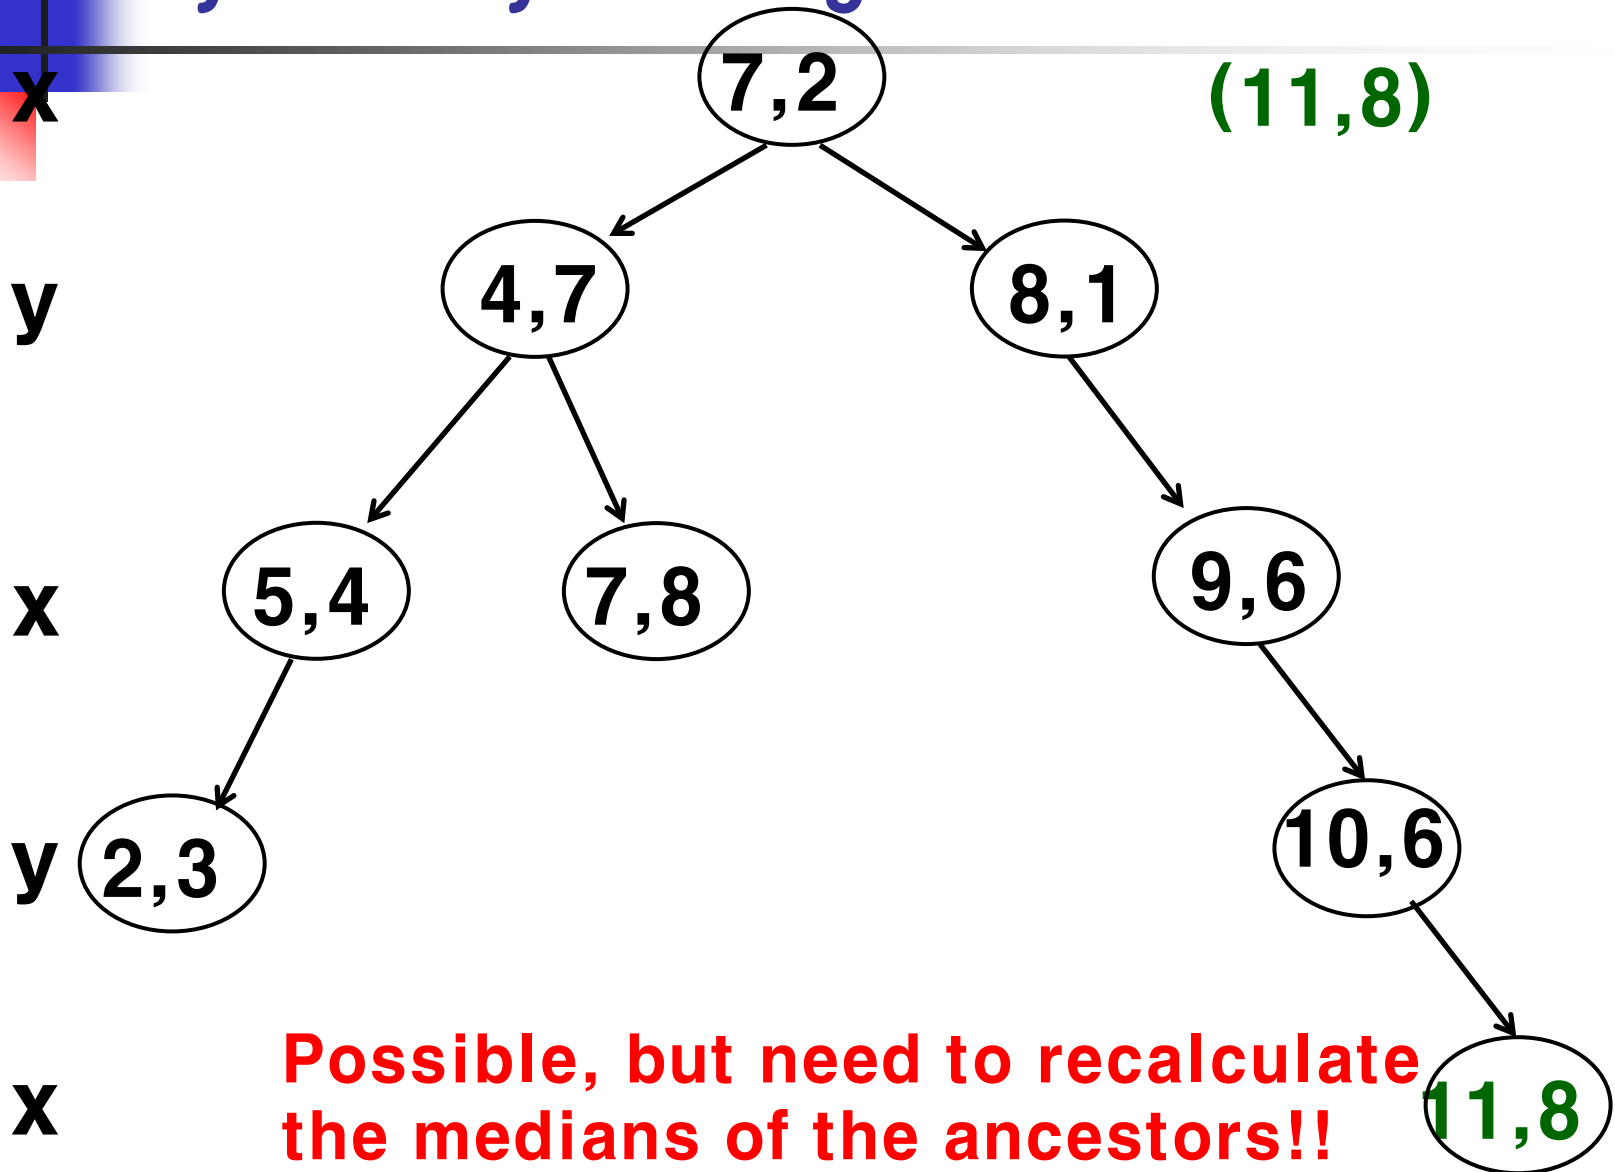 x
7,2
(11,8)
y
4,7
8,1
x
5,4
7,8
9,6
y
2,3
10,6
x
Possible, but need to recalculate
the medians of the ancestors!!
11,8